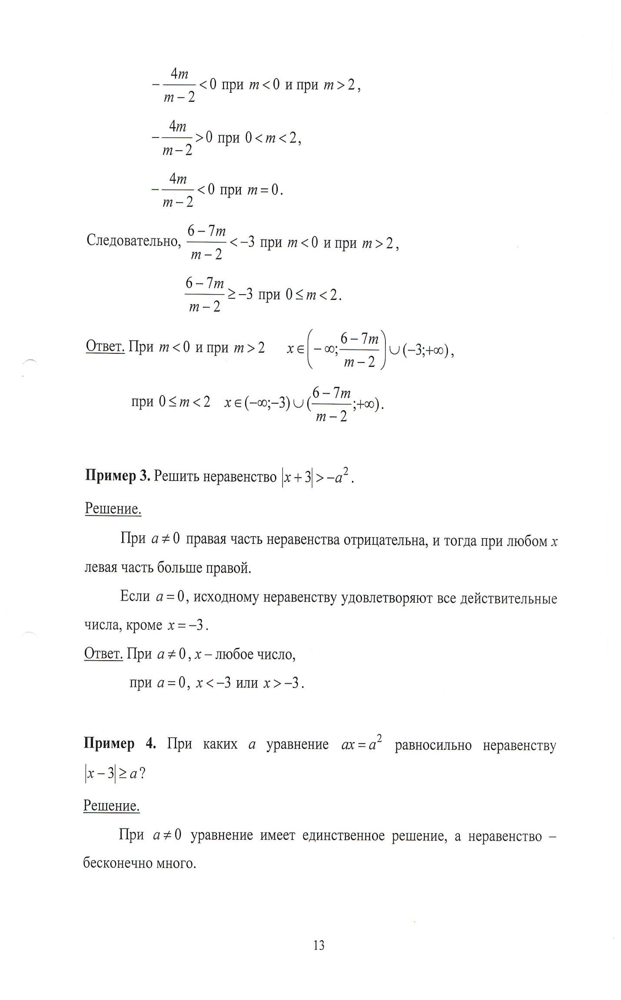 $-\frac{4m}{m-2}<0$ при $m<0$ и при $m>2$,
$-\frac{4m}{m-2}>0$ при $0<m<2$,
$-\frac{4m}{m-2}<0$ при $m=0$.
Следовательно, $\frac{6-7m}{m-2}<-3$ при $m<0$ и при $m>2$,
$\frac{6-7m}{m-2}\geq-3$ при $0\leq m<2$.
Ответ. При $m<0$ и при $m>2$ $x\in\left(-\infty;\frac{6-7m}{m-2}\right)\cup(-3;+\infty)$,
при $0\leq m<2$ $x\in(-\infty;-3)\cup(\frac{6-7m}{m-2};+\infty)$.
Пример 3. Решить неравенство $|x+3|>-a^2$.
Решение.
При $a\neq0$ правая часть неравенства отрицательна, и тогда при любом $x$
левая часть больше правой.
Если $a=0$, исходному неравенству удовлетворяют все действительные
числа, кроме $x=-3$.
Ответ. При $a\neq0$, $x$ – любое число,
при $a=0$, $x<-3$ или $x>-3$.
Пример 4. При каких $a$ уравнение $ax=a^2$ равносильно неравенству
$|x-3|\geq a$?
Решение.
При $a\neq0$ уравнение имеет единственное решение, а неравенство –
бесконечно много.
13